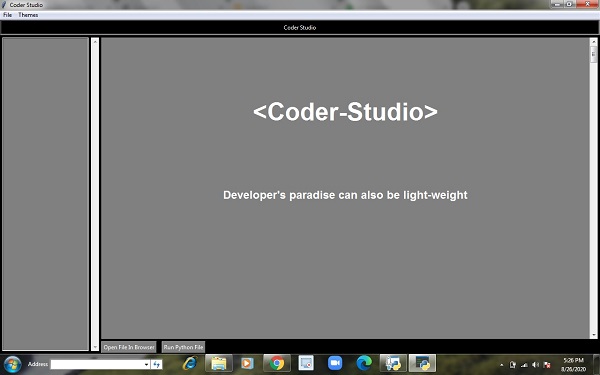 Coder Studio
File Themes
Coder Studio
<Coder-Studio>
Developer's paradise can also be light-weight
Open File In Browser Run Python File
Address
5:26 PM
8/26/2020